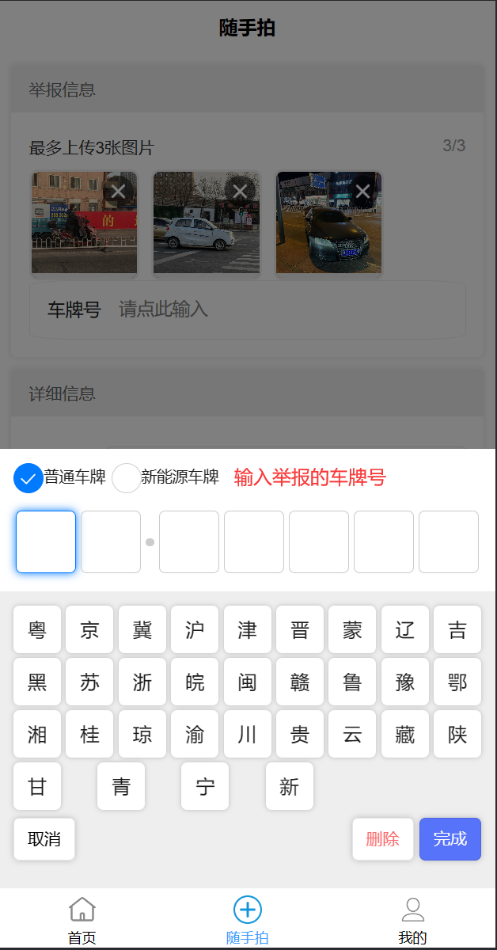 随手拍
举报信息
最多上传3张图片 3/3
的
车牌号 请点此输入
详细信息
普通车牌 新能源车牌 输入举报的车牌号
粤 京 冀 沪 津 晋 蒙 辽 吉
黑 苏 浙 皖 闽 赣 鲁 豫 鄂
湘 桂 琼 渝 川 贵 云 藏 陕
甘 青 宁 新
取消 删除 完成
首页 随手拍 我的